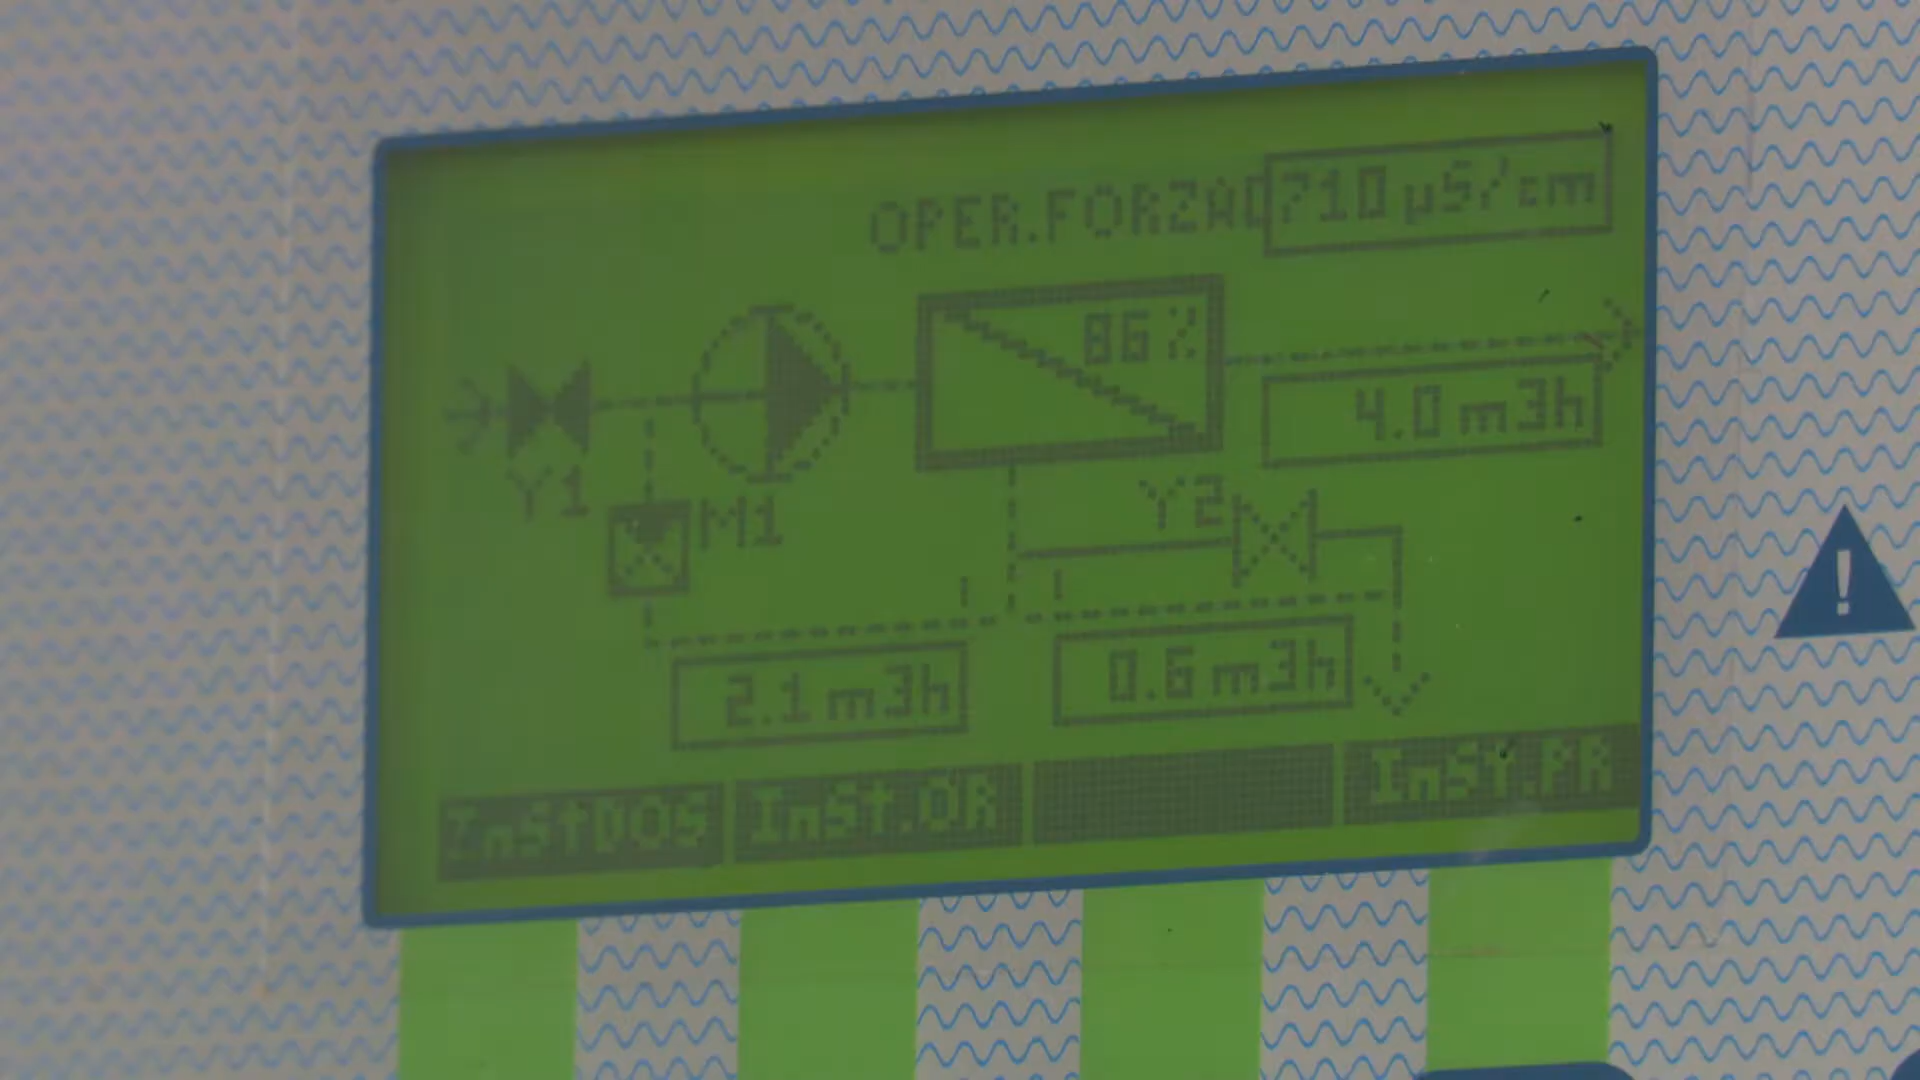 OPER.FORZAD 710 µS/cm
86%
4.0 m3h
Y1
M1
Y2
2.1 m3h
0.6 m3h
InStDOS InSt.OR InSY.PR
!